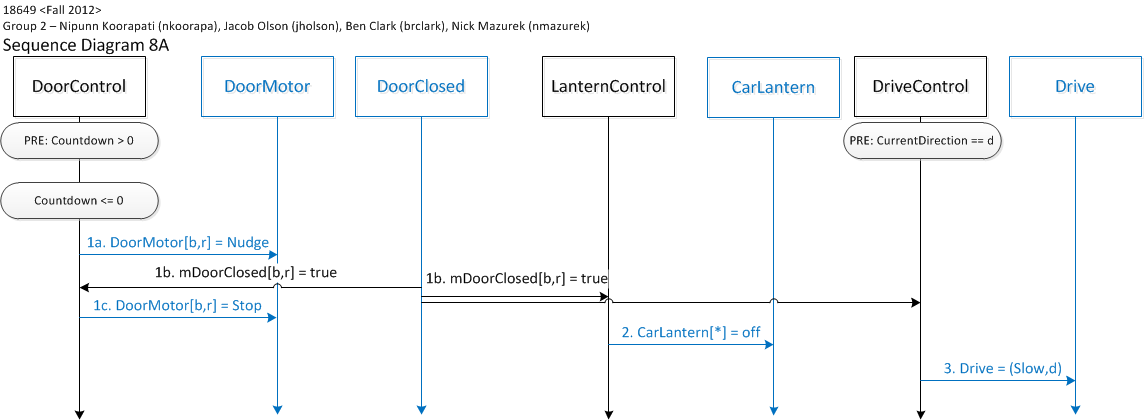 18649 <Fall 2012>
Group 2 – Nipunn Koorapati (nkoorapa), Jacob Olson (jholson), Ben Clark (brclark), Nick Mazurek (nmazurek)
Sequence Diagram 8A
DoorControl
DoorMotor
DoorClosed
LanternControl
CarLantern
DriveControl
Drive
PRE: Countdown > 0
PRE: CurrentDirection == d
Countdown <= 0
1a. DoorMotor[b,r] = Nudge
1b. mDoorClosed[b,r] = true
1b. mDoorClosed[b,r] = true
1c. DoorMotor[b,r] = Stop
2. CarLantern[*] = off
3. Drive = (Slow,d)